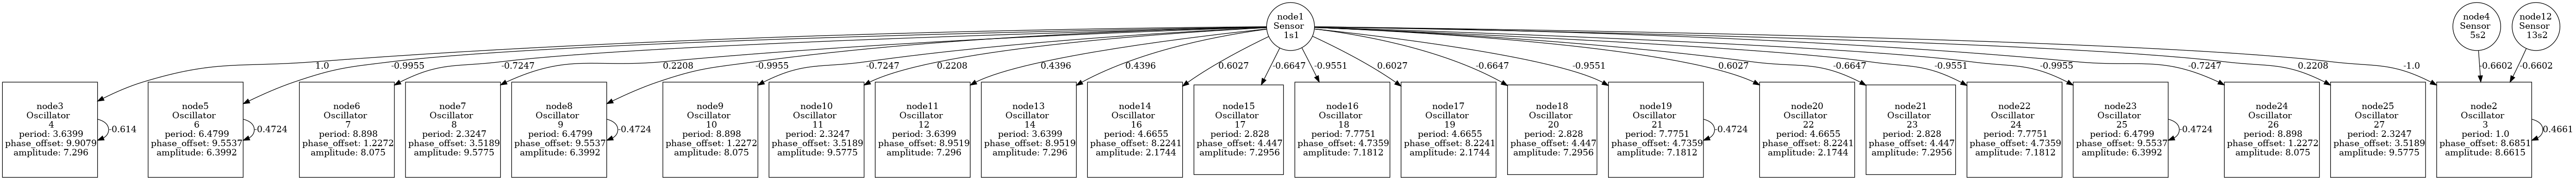 node1
Sensor
1s1
node4
Sensor
5s2
node12
Sensor
13s2
1.0
-0.9955
-0.7247
0.2208
-0.9955
-0.7247
0.2208
0.4396
0.4396
0.6027
-0.6647
-0.9551
0.6027
-0.6647
-0.9551
0.6027
-0.6647
-0.9551
-0.9955
-0.7247
0.2208
-1.0
-0.6602
-0.6602
node3
Oscillator
4
period: 3.6399
phase_offset: 9.9079
amplitude: 7.296
-0.614
node5
Oscillator
6
period: 6.4799
phase_offset: 9.5537
amplitude: 6.3992
-0.4724
node6
Oscillator
7
period: 8.898
phase_offset: 1.2272
amplitude: 8.075
node7
Oscillator
8
period: 2.3247
phase_offset: 3.5189
amplitude: 9.5775
node8
Oscillator
9
period: 6.4799
phase_offset: 9.5537
amplitude: 6.3992
-0.4724
node9
Oscillator
10
period: 8.898
phase_offset: 1.2272
amplitude: 8.075
node10
Oscillator
11
period: 2.3247
phase_offset: 3.5189
amplitude: 9.5775
node11
Oscillator
12
period: 3.6399
phase_offset: 8.9519
amplitude: 7.296
node13
Oscillator
14
period: 3.6399
phase_offset: 8.9519
amplitude: 7.296
node14
Oscillator
16
period: 4.6655
phase_offset: 8.2241
amplitude: 2.1744
node15
Oscillator
17
period: 2.828
phase_offset: 4.447
amplitude: 7.2956
node16
Oscillator
18
period: 7.7751
phase_offset: 4.7359
amplitude: 7.1812
node17
Oscillator
19
period: 4.6655
phase_offset: 8.2241
amplitude: 2.1744
node18
Oscillator
20
period: 2.828
phase_offset: 4.447
amplitude: 7.2956
node19
Oscillator
21
period: 7.7751
phase_offset: 4.7359
amplitude: 7.1812
-0.4724
node20
Oscillator
22
period: 4.6655
phase_offset: 8.2241
amplitude: 2.1744
node21
Oscillator
23
period: 2.828
phase_offset: 4.447
amplitude: 7.2956
node22
Oscillator
24
period: 7.7751
phase_offset: 4.7359
amplitude: 7.1812
node23
Oscillator
25
period: 6.4799
phase_offset: 9.5537
amplitude: 6.3992
-0.4724
node24
Oscillator
26
period: 8.898
phase_offset: 1.2272
amplitude: 8.075
node25
Oscillator
27
period: 2.3247
phase_offset: 3.5189
amplitude: 9.5775
node2
Oscillator
3
period: 1.0
phase_offset: 8.6851
amplitude: 8.6615
0.4661